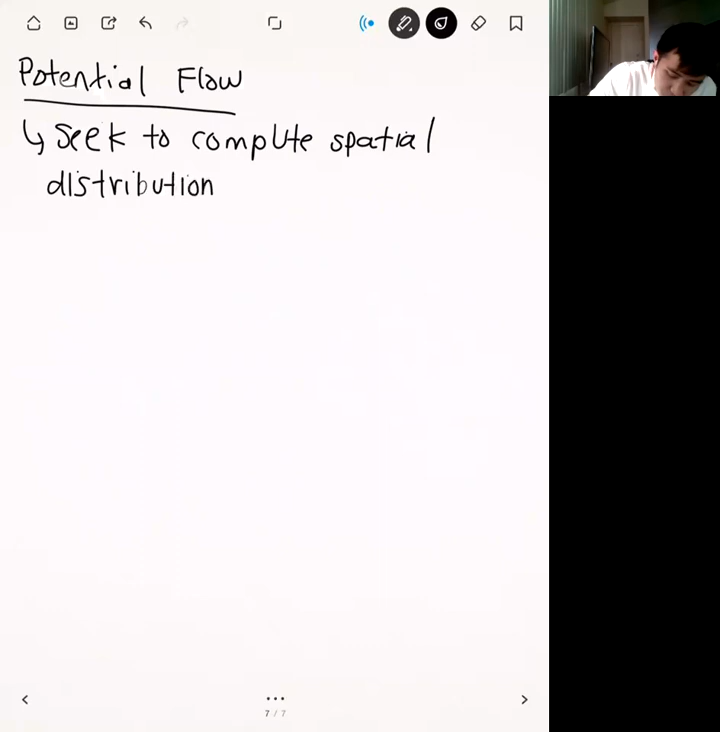 Potential Flow
↳ Seek to compute spatial
distribution
7 / 7